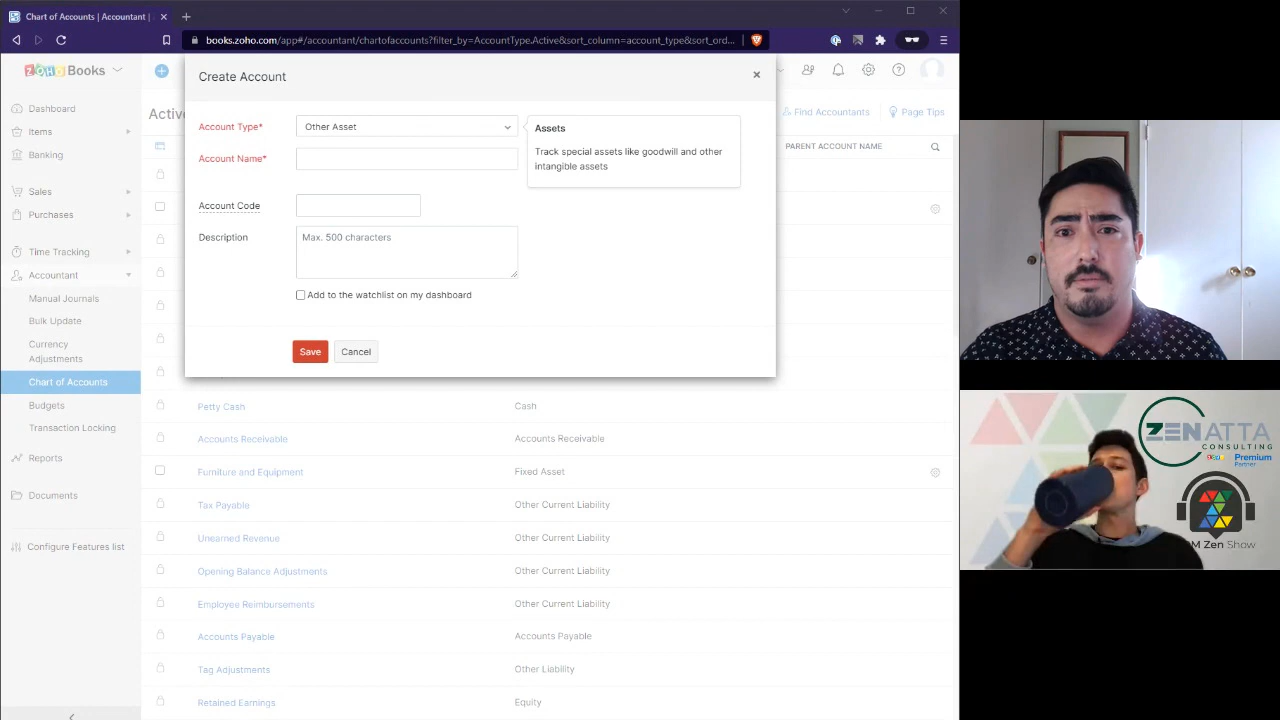 Chart of Accounts | Accountant |
books.zoho.com/app#/accountant/chartofaccounts?filter_by=AccountType.Active&sort_column=account_type&sort_ord...
ZOHO Books
Dashboard
Items
Banking
Sales
Purchases
Time Tracking
Accountant
Manual Journals
Bulk Update
Currency
Adjustments
Chart of Accounts
Budgets
Transaction Locking
Reports
Documents
Configure Features list
Active
Find Accountants
Page Tips
PARENT ACCOUNT NAME
Create Account
Account Type* Other Asset
Account Name*
Account Code
Description Max. 500 characters
Add to the watchlist on my dashboard
Save Cancel
Assets
Track special assets like goodwill and other
intangible assets
Petty Cash Cash
Accounts Receivable Accounts Receivable
Furniture and Equipment Fixed Asset
Tax Payable Other Current Liability
Unearned Revenue Other Current Liability
Opening Balance Adjustments Other Current Liability
Employee Reimbursements Other Current Liability
Accounts Payable Accounts Payable
Tag Adjustments Other Liability
Retained Earnings Equity
ZENATTA
CONSULTING
ZOHO Premium
Partner
M Zen Show